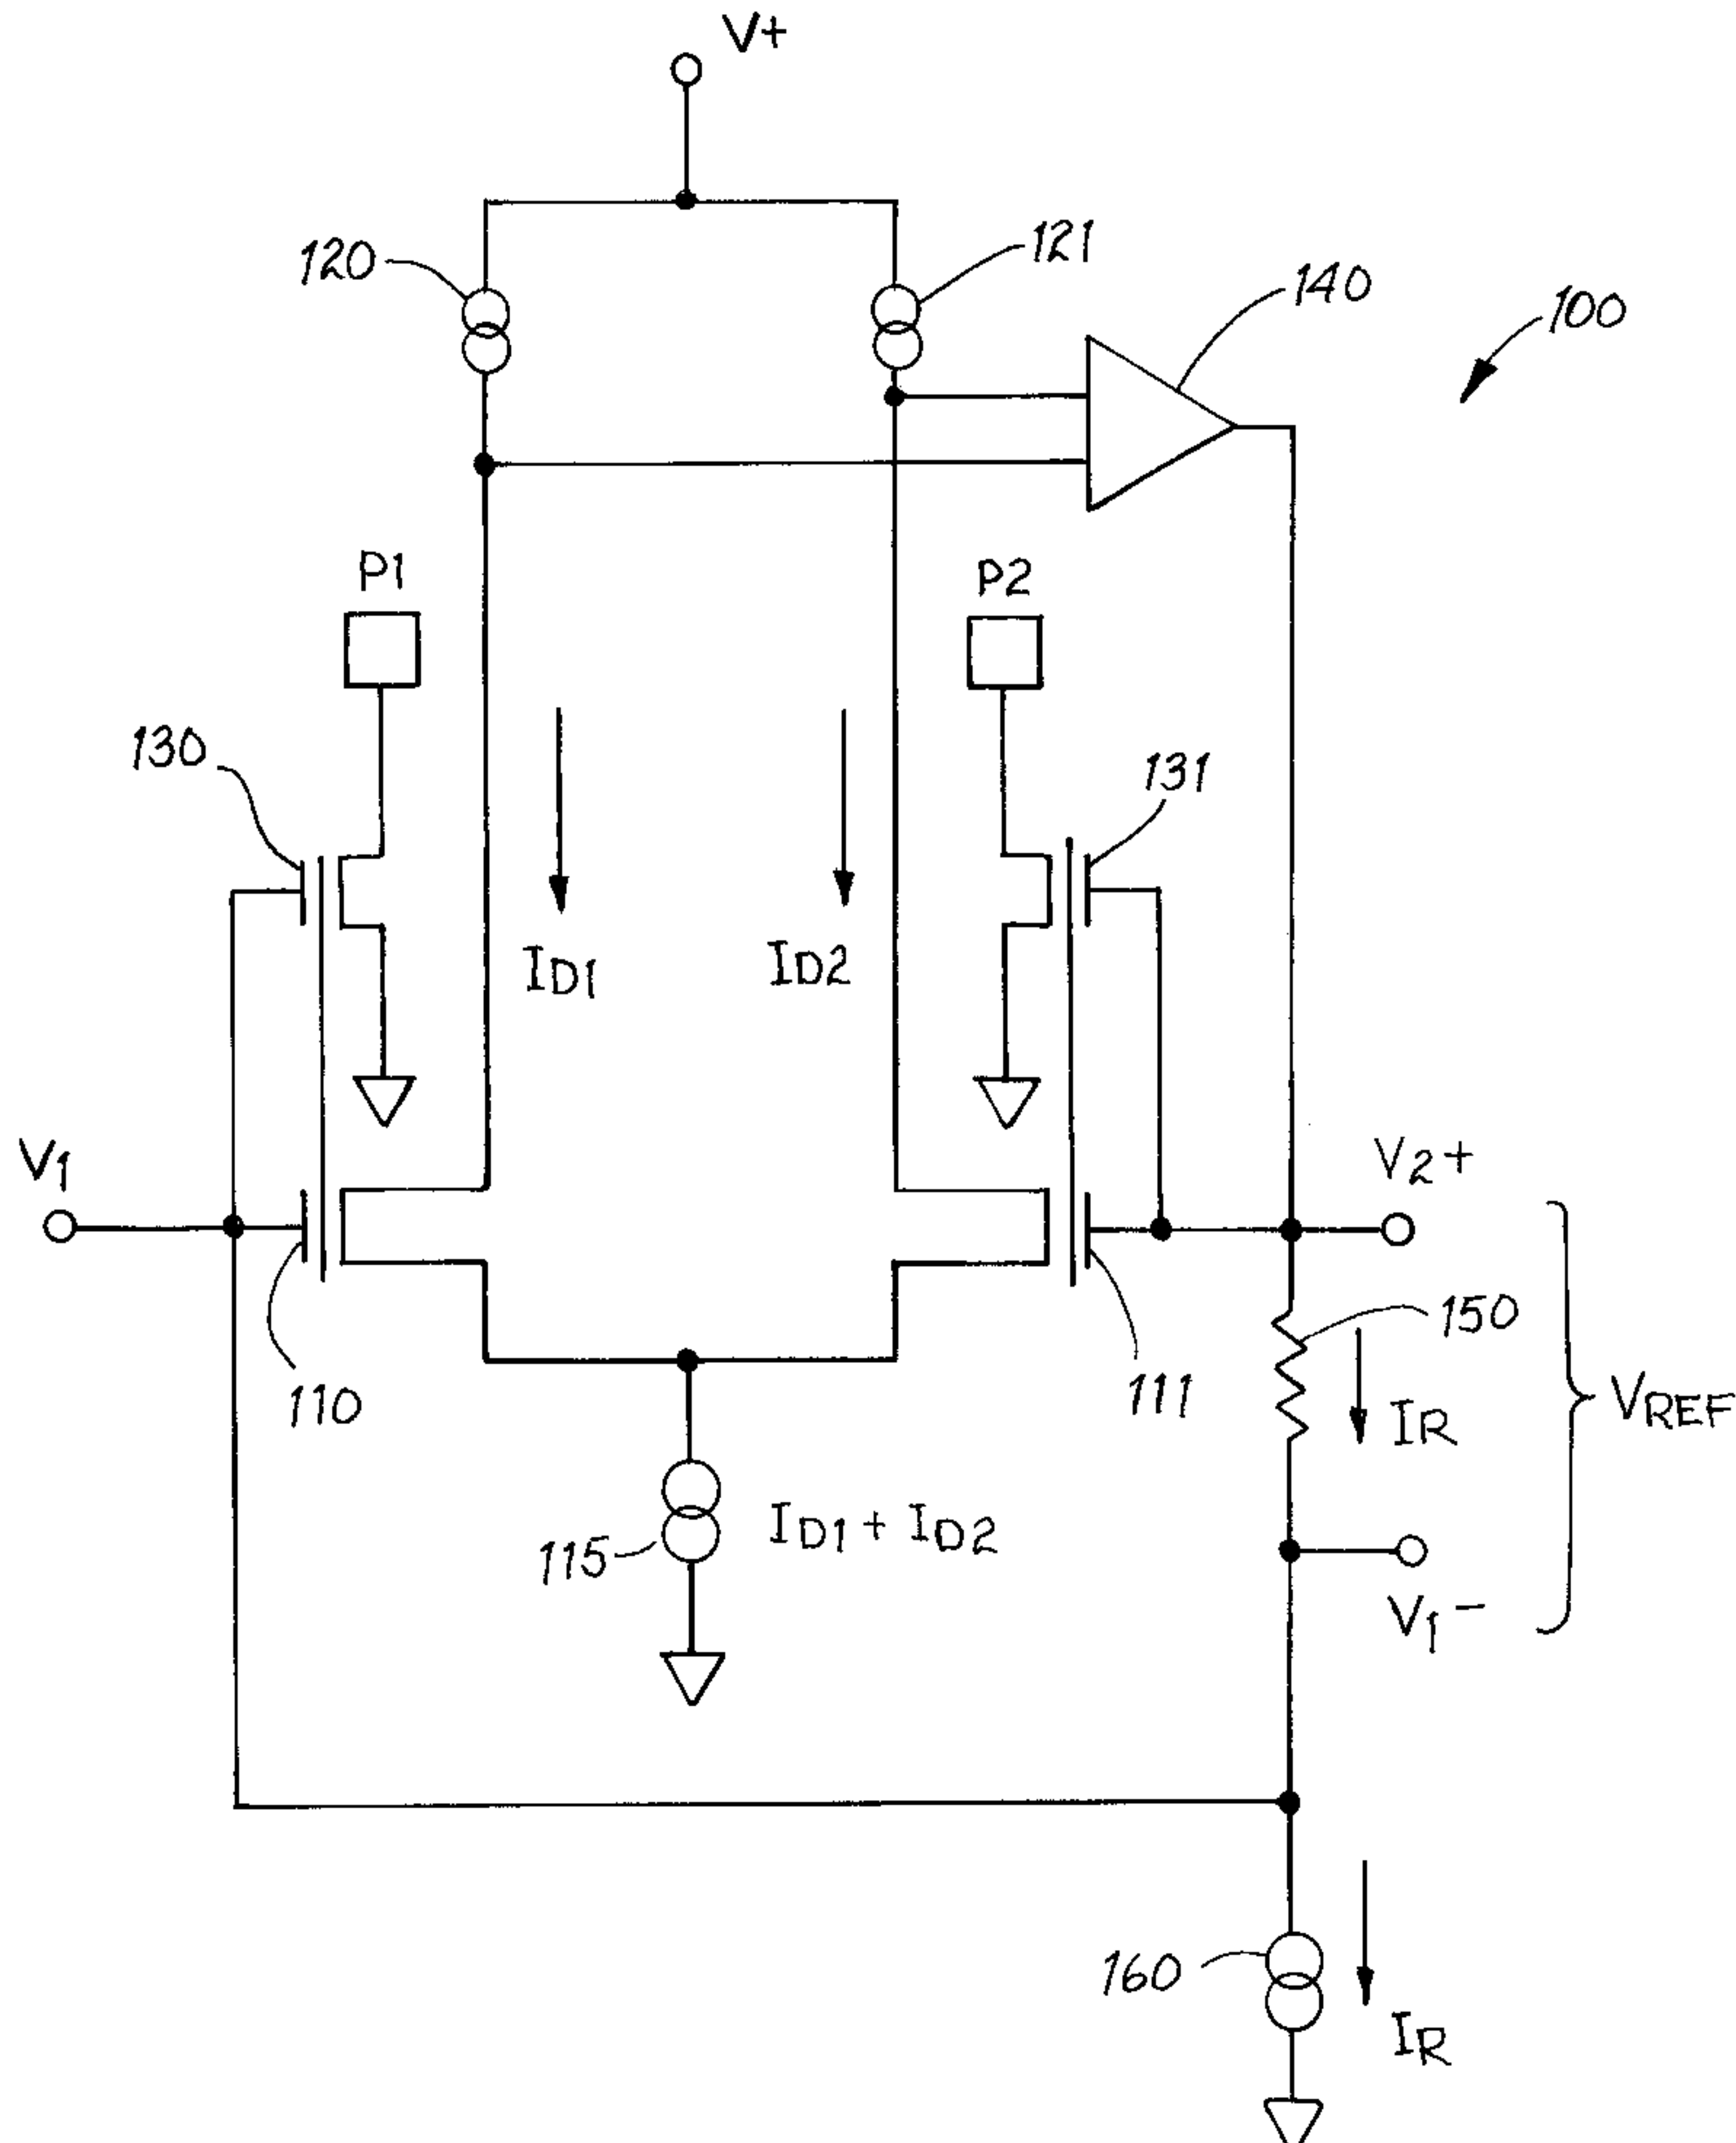 V+
120
121
140
100
P1
P2
130
131
ID1
ID2
V1
V2+
110
111
150
IR
VREF
115
ID1 + ID2
V1-
160
IR